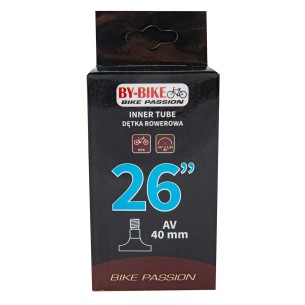 BY-BIKE
BIKE PASSION
INNER TUBE
DĘTKA ROWEROWA
26”
AV
40 mm
BIKE PASSION